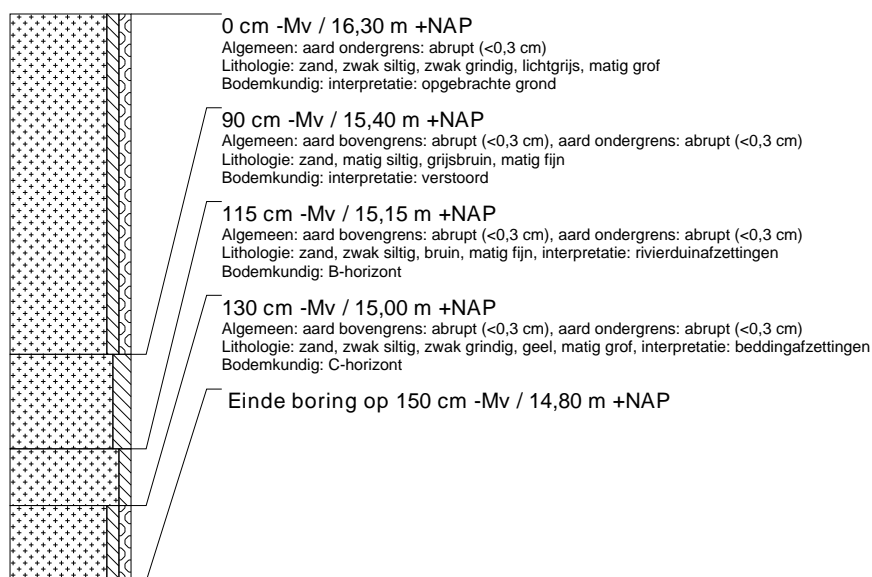 0 cm -Mv / 16,30 m +NAP
Algemeen: aard ondergrens: abrupt (<0,3 cm)
Lithologie: zand, zwak siltig, zwak grindig, lichtgrijs, matig grof
Bodemkundig: interpretatie: opgebrachte grond
90 cm -Mv / 15,40 m +NAP
Algemeen: aard bovengrens: abrupt (<0,3 cm), aard ondergrens: abrupt (<0,3 cm)
Lithologie: zand, matig siltig, grijsbruin, matig fijn
Bodemkundig: interpretatie: verstoord
115 cm -Mv / 15,15 m +NAP
Algemeen: aard bovengrens: abrupt (<0,3 cm), aard ondergrens: abrupt (<0,3 cm)
Lithologie: zand, zwak siltig, bruin, matig fijn, interpretatie: rivierduinafzettingen
Bodemkundig: B-horizont
130 cm -Mv / 15,00 m +NAP
Algemeen: aard bovengrens: abrupt (<0,3 cm), aard ondergrens: abrupt (<0,3 cm)
Lithologie: zand, zwak siltig, zwak grindig, geel, matig grof, interpretatie: beddingafzettingen
Bodemkundig: C-horizont
Einde boring op 150 cm -Mv / 14,80 m +NAP